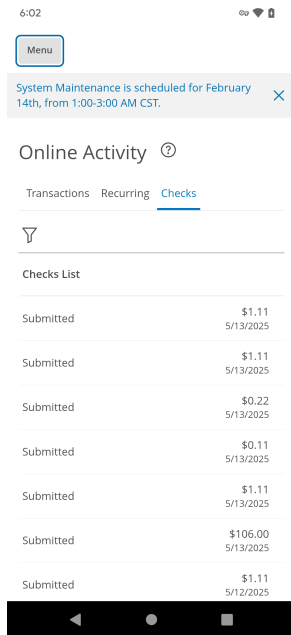 6:02
Menu
System Maintenance is scheduled for February
14th, from 1:00-3:00 AM CST.
Online Activity
Transactions Recurring Checks
Checks List
Submitted $1.11
5/13/2025
Submitted $1.11
5/13/2025
Submitted $0.22
5/13/2025
Submitted $0.11
5/13/2025
Submitted $1.11
5/13/2025
Submitted $106.00
5/13/2025
Submitted $1.11
5/12/2025